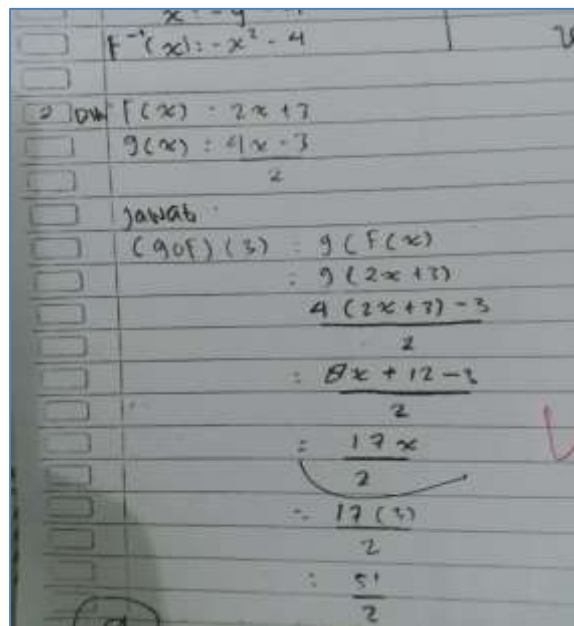 x = -y
F⁻¹(x) = -x² - 4
2 Dik F(x) = 2x + 3
g(x) = 4x - 3
2
Jawab
(goF)(3) = g(F(x)
= g(2x + 3)
4(2x + 3) - 3
2
= 8x + 12 - 3
2
= 17x
2
= 17(3)
2
= 51
2